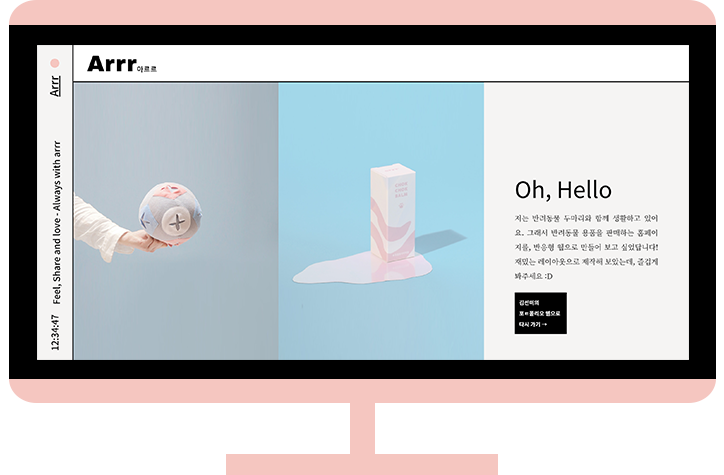 Arrr
Feel, Share and love - Always with arrr
12:34:47
Arrr 아르르
Oh, Hello
저는 반려동물 두마리와 함께 생활하고 있어
요. 그래서 반려동물 용품을 판매하는 홈페이
지를, 반응형 웹으로 만들어 보고 싶었답니다!
재밌는 레이아웃으로 제작해 보았는데, 즐겁게
봐주세요 :D
김선미의
포트폴리오 웹으로
다시 가기 →